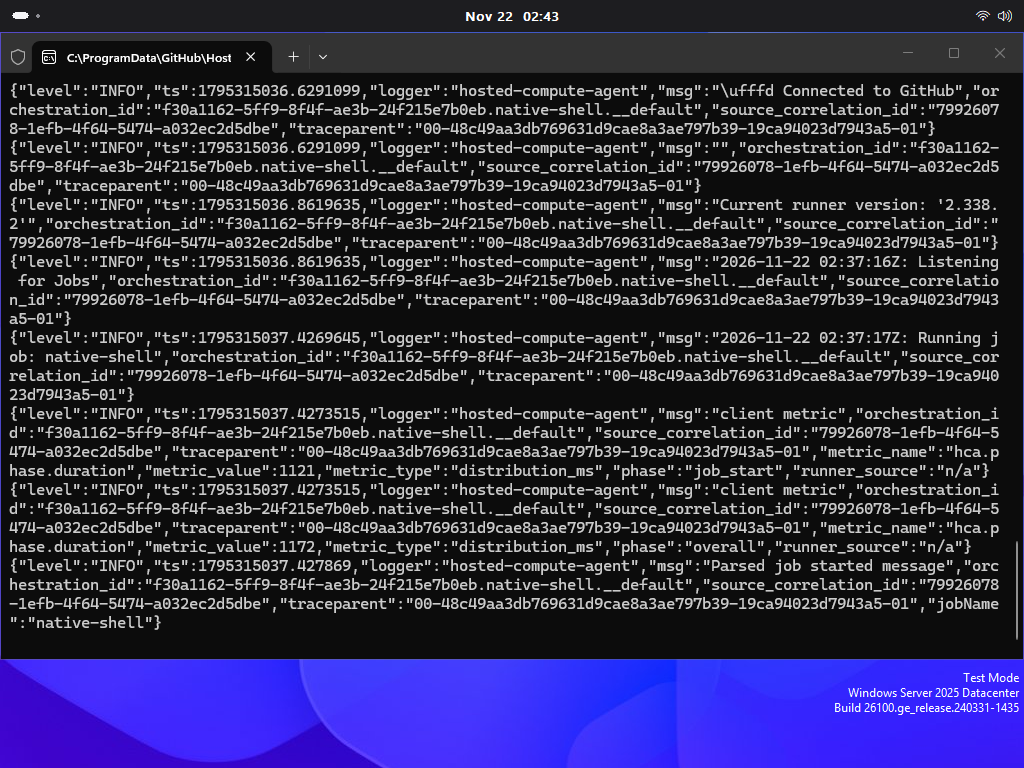 Nov 22 02:43
C:\ProgramData\GitHub\Host
{"level":"INFO","ts":1795315036.6291099,"logger":"hosted-compute-agent","msg":"\ufffd Connected to GitHub","or
chestration_id":"f30a1162-5ff9-8f4f-ae3b-24f215e7b0eb.native-shell.__default","source_correlation_id":"7992607
8-1efb-4f64-5474-a032ec2d5dbe","traceparent":"00-48c49aa3db769631d9cae8a3ae797b39-19ca94023d7943a5-01"}
{"level":"INFO","ts":1795315036.6291099,"logger":"hosted-compute-agent","msg":"","orchestration_id":"f30a1162-
5ff9-8f4f-ae3b-24f215e7b0eb.native-shell.__default","source_correlation_id":"79926078-1efb-4f64-5474-a032ec2d5
dbe","traceparent":"00-48c49aa3db769631d9cae8a3ae797b39-19ca94023d7943a5-01"}
{"level":"INFO","ts":1795315036.8619635,"logger":"hosted-compute-agent","msg":"Current runner version: '2.338.
2'","orchestration_id":"f30a1162-5ff9-8f4f-ae3b-24f215e7b0eb.native-shell.__default","source_correlation_id":"
79926078-1efb-4f64-5474-a032ec2d5dbe","traceparent":"00-48c49aa3db769631d9cae8a3ae797b39-19ca94023d7943a5-01"}
{"level":"INFO","ts":1795315036.8619635,"logger":"hosted-compute-agent","msg":"2026-11-22 02:37:16Z: Listening
 for Jobs","orchestration_id":"f30a1162-5ff9-8f4f-ae3b-24f215e7b0eb.native-shell.__default","source_correlatio
n_id":"79926078-1efb-4f64-5474-a032ec2d5dbe","traceparent":"00-48c49aa3db769631d9cae8a3ae797b39-19ca94023d7943
a5-01"}
{"level":"INFO","ts":1795315037.4269645,"logger":"hosted-compute-agent","msg":"2026-11-22 02:37:17Z: Running j
ob: native-shell","orchestration_id":"f30a1162-5ff9-8f4f-ae3b-24f215e7b0eb.native-shell.__default","source_cor
relation_id":"79926078-1efb-4f64-5474-a032ec2d5dbe","traceparent":"00-48c49aa3db769631d9cae8a3ae797b39-19ca940
23d7943a5-01"}
{"level":"INFO","ts":1795315037.4273515,"logger":"hosted-compute-agent","msg":"client metric","orchestration_i
d":"f30a1162-5ff9-8f4f-ae3b-24f215e7b0eb.native-shell.__default","source_correlation_id":"79926078-1efb-4f64-5
474-a032ec2d5dbe","traceparent":"00-48c49aa3db769631d9cae8a3ae797b39-19ca94023d7943a5-01","metric_name":"hca.p
hase.duration","metric_value":1121,"metric_type":"distribution_ms","phase":"job_start","runner_source":"n/a"}
{"level":"INFO","ts":1795315037.4273515,"logger":"hosted-compute-agent","msg":"client metric","orchestration_i
d":"f30a1162-5ff9-8f4f-ae3b-24f215e7b0eb.native-shell.__default","source_correlation_id":"79926078-1efb-4f64-5
474-a032ec2d5dbe","traceparent":"00-48c49aa3db769631d9cae8a3ae797b39-19ca94023d7943a5-01","metric_name":"hca.p
hase.duration","metric_value":1172,"metric_type":"distribution_ms","phase":"overall","runner_source":"n/a"}
{"level":"INFO","ts":1795315037.427869,"logger":"hosted-compute-agent","msg":"Parsed job started message","orc
hestration_id":"f30a1162-5ff9-8f4f-ae3b-24f215e7b0eb.native-shell.__default","source_correlation_id":"79926078
-1efb-4f64-5474-a032ec2d5dbe","traceparent":"00-48c49aa3db769631d9cae8a3ae797b39-19ca94023d7943a5-01","jobName
":"native-shell"}
Test Mode
Windows Server 2025 Datacenter
Build 26100.ge_release.240331-1435